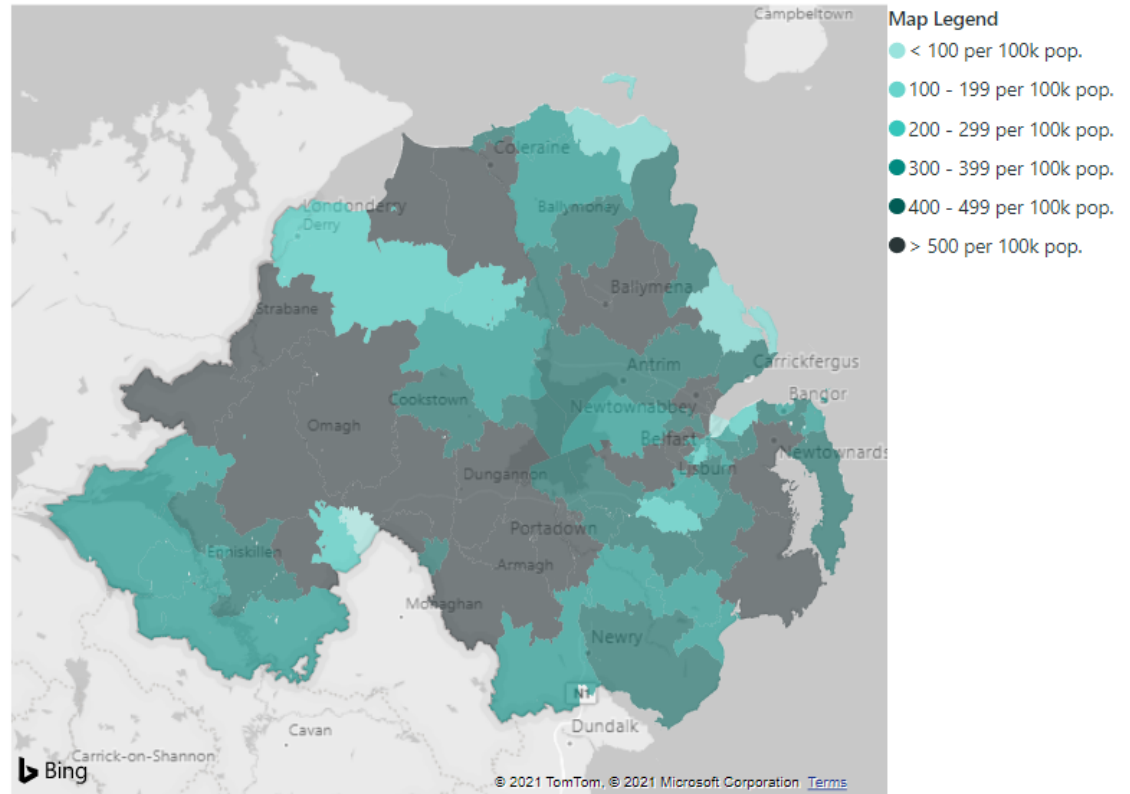 Campbeltown
Map Legend
< 100 per 100k pop.
100 - 199 per 100k pop.
200 - 299 per 100k pop.
300 - 399 per 100k pop.
400 - 499 per 100k pop.
> 500 per 100k pop.
Coleraine
Londonderry
Derry
Ballymoney
Ballymena
Strabane
Carrickfergus
Antrim
Bangor
Cookstown
Newtownabbey
Omagh
Belfast
Newtownards
Lisburn
Dungannon
Portadown
Enniskillen
Armagh
Monaghan
Newry
N1
Dundalk
Cavan
Carrick-on-Shannon
Bing
© 2021 TomTom, © 2021 Microsoft Corporation Terms